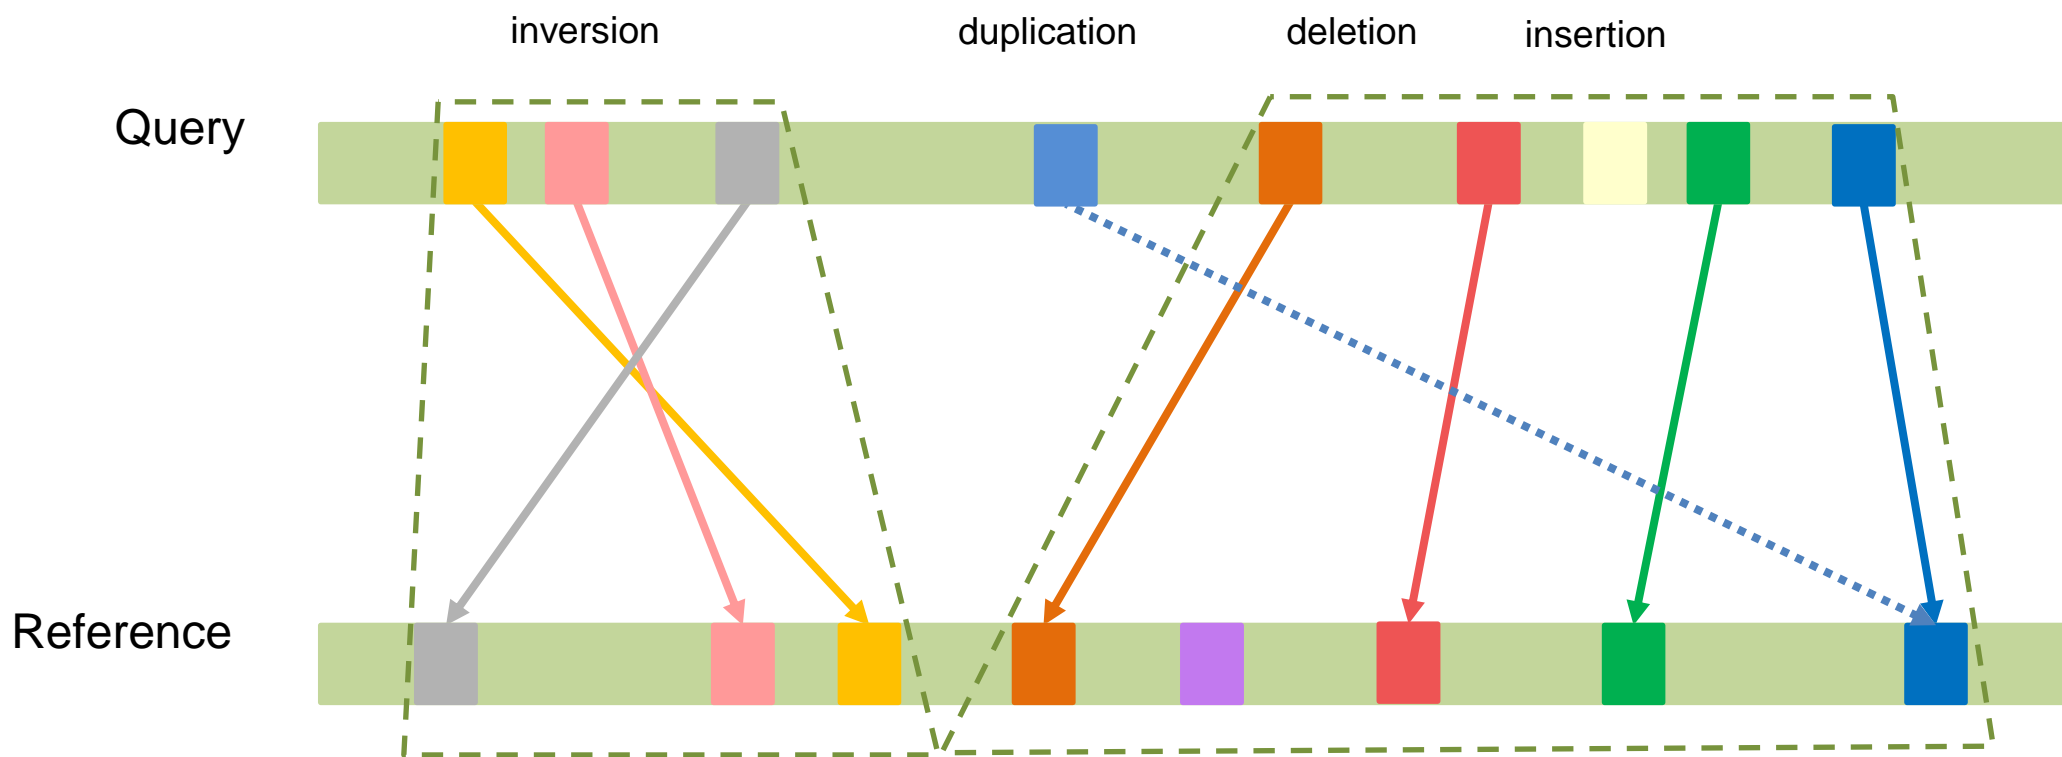 inversion
duplication
deletion
insertion
Query
Reference